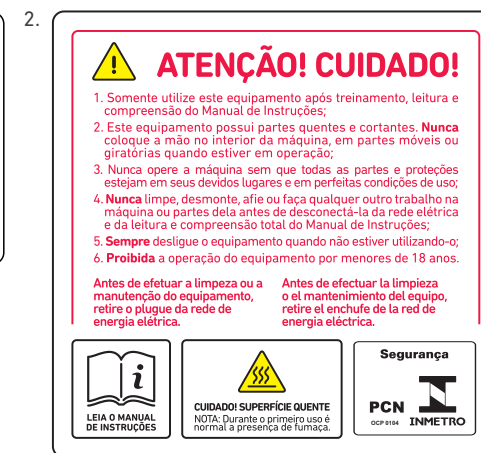 2.
ATENÇÃO! CUIDADO!
1. Somente utilize este equipamento após treinamento, leitura e
compreensão do Manual de Instruções;
2. Este equipamento possui partes quentes e cortantes. Nunca
coloque a mão no interior da máquina, em partes móveis ou
giratórias quando estiver em operação;
3. Nunca opere a máquina sem que todas as partes e proteções
estejam em seus devidos lugares e em perfeitas condições de uso;
4. Nunca limpe, desmonte, afie ou faça qualquer outro trabalho na
máquina ou partes dela antes de desconectá-la da rede elétrica
e da leitura e compreensão total do Manual de Instruções;
5. Sempre desligue o equipamento quando não estiver utilizando-o;
6. Proibida a operação do equipamento por menores de 18 anos.
Antes de efetuar a limpeza ou a
manutenção do equipamento,
retire o plugue da rede de
energia elétrica.
Antes de efectuar la limpieza
o el mantenimiento del equipo,
retire el enchufe de la red de
energía eléctrica.
i
LEIA O MANUAL
DE INSTRUÇÕES
CUIDADO! SUPERFÍCIE QUENTE
NOTA: Durante o primeiro uso é
normal a presença de fumaça.
Segurança
PCN
OCP 0104
INMETRO